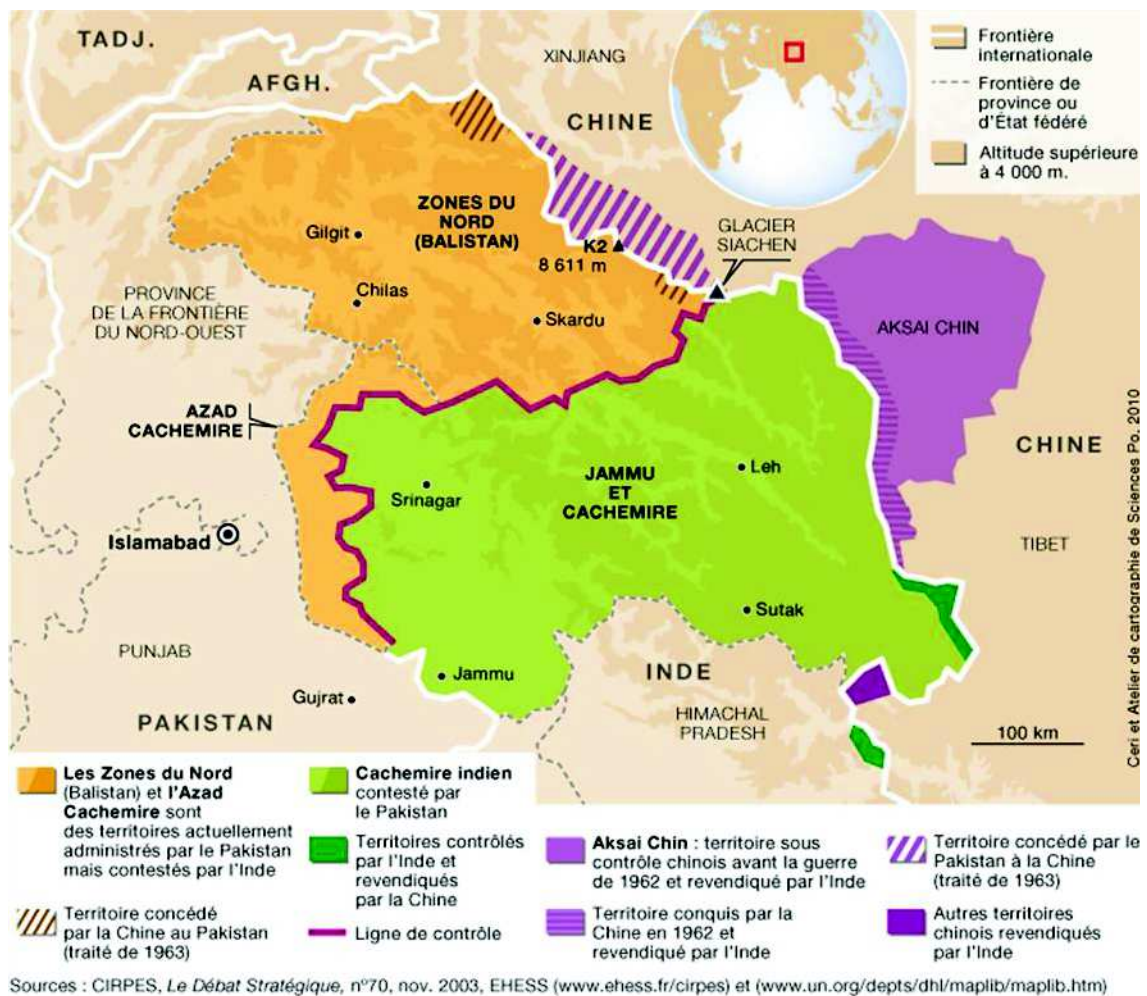 TADJ.
AFGH.
XINJIANG
CHINE
Frontière
internationale
Frontière de
province ou
d'État fédéré
Altitude supérieure
à 4 000 m.
ZONES DU
NORD
(BALISTAN)
Gilgit
K2
8 611 m
GLACIER
SIACHEN
Chilas
Skardu
PROVINCE
DE LA FRONTIÈRE
DU NORD-OUEST
AKSAI CHIN
AZAD
CACHEMIRE
CHINE
JAMMU
ET
CACHEMIRE
Leh
Srinagar
Islamabad
TIBET
Sutak
PUNJAB
Jammu
INDE
Gujrat
PAKISTAN
HIMACHAL
PRADESH
100 km
Ceri et Atelier de cartographie de Sciences Po, 2010
Les Zones du Nord
(Balistan) et l'Azad
Cachemire sont
des territoires actuellement
administrés par le Pakistan
mais contestés par l'Inde
Territoire concédé
par la Chine au Pakistan
(traité de 1963)
Cachemire indien
contesté par
le Pakistan
Territoires contrôlés
par l'Inde et
revendiqués
par la Chine
Ligne de contrôle
Aksai Chin : territoire sous
contrôle chinois avant la guerre
de 1962 et revendiqué par l'Inde
Territoire conquis par la
Chine en 1962 et
revendiqué par l'Inde
Territoire concédé par le
Pakistan à la Chine
(traité de 1963)
Autres territoires
chinois revendiqués
par l'Inde
Sources : CIRPES, Le Débat Stratégique, n°70, nov. 2003, EHESS (www.ehess.fr/cirpes) et (www.un.org/depts/dhl/maplib/maplib.htm)